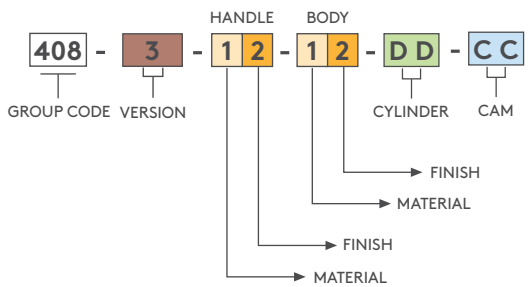 HANDLE BODY
408 - 3 - 1 2 - 1 2 - D D - C C
GROUP CODE VERSION CYLINDER CAM
FINISH
MATERIAL
FINISH
MATERIAL